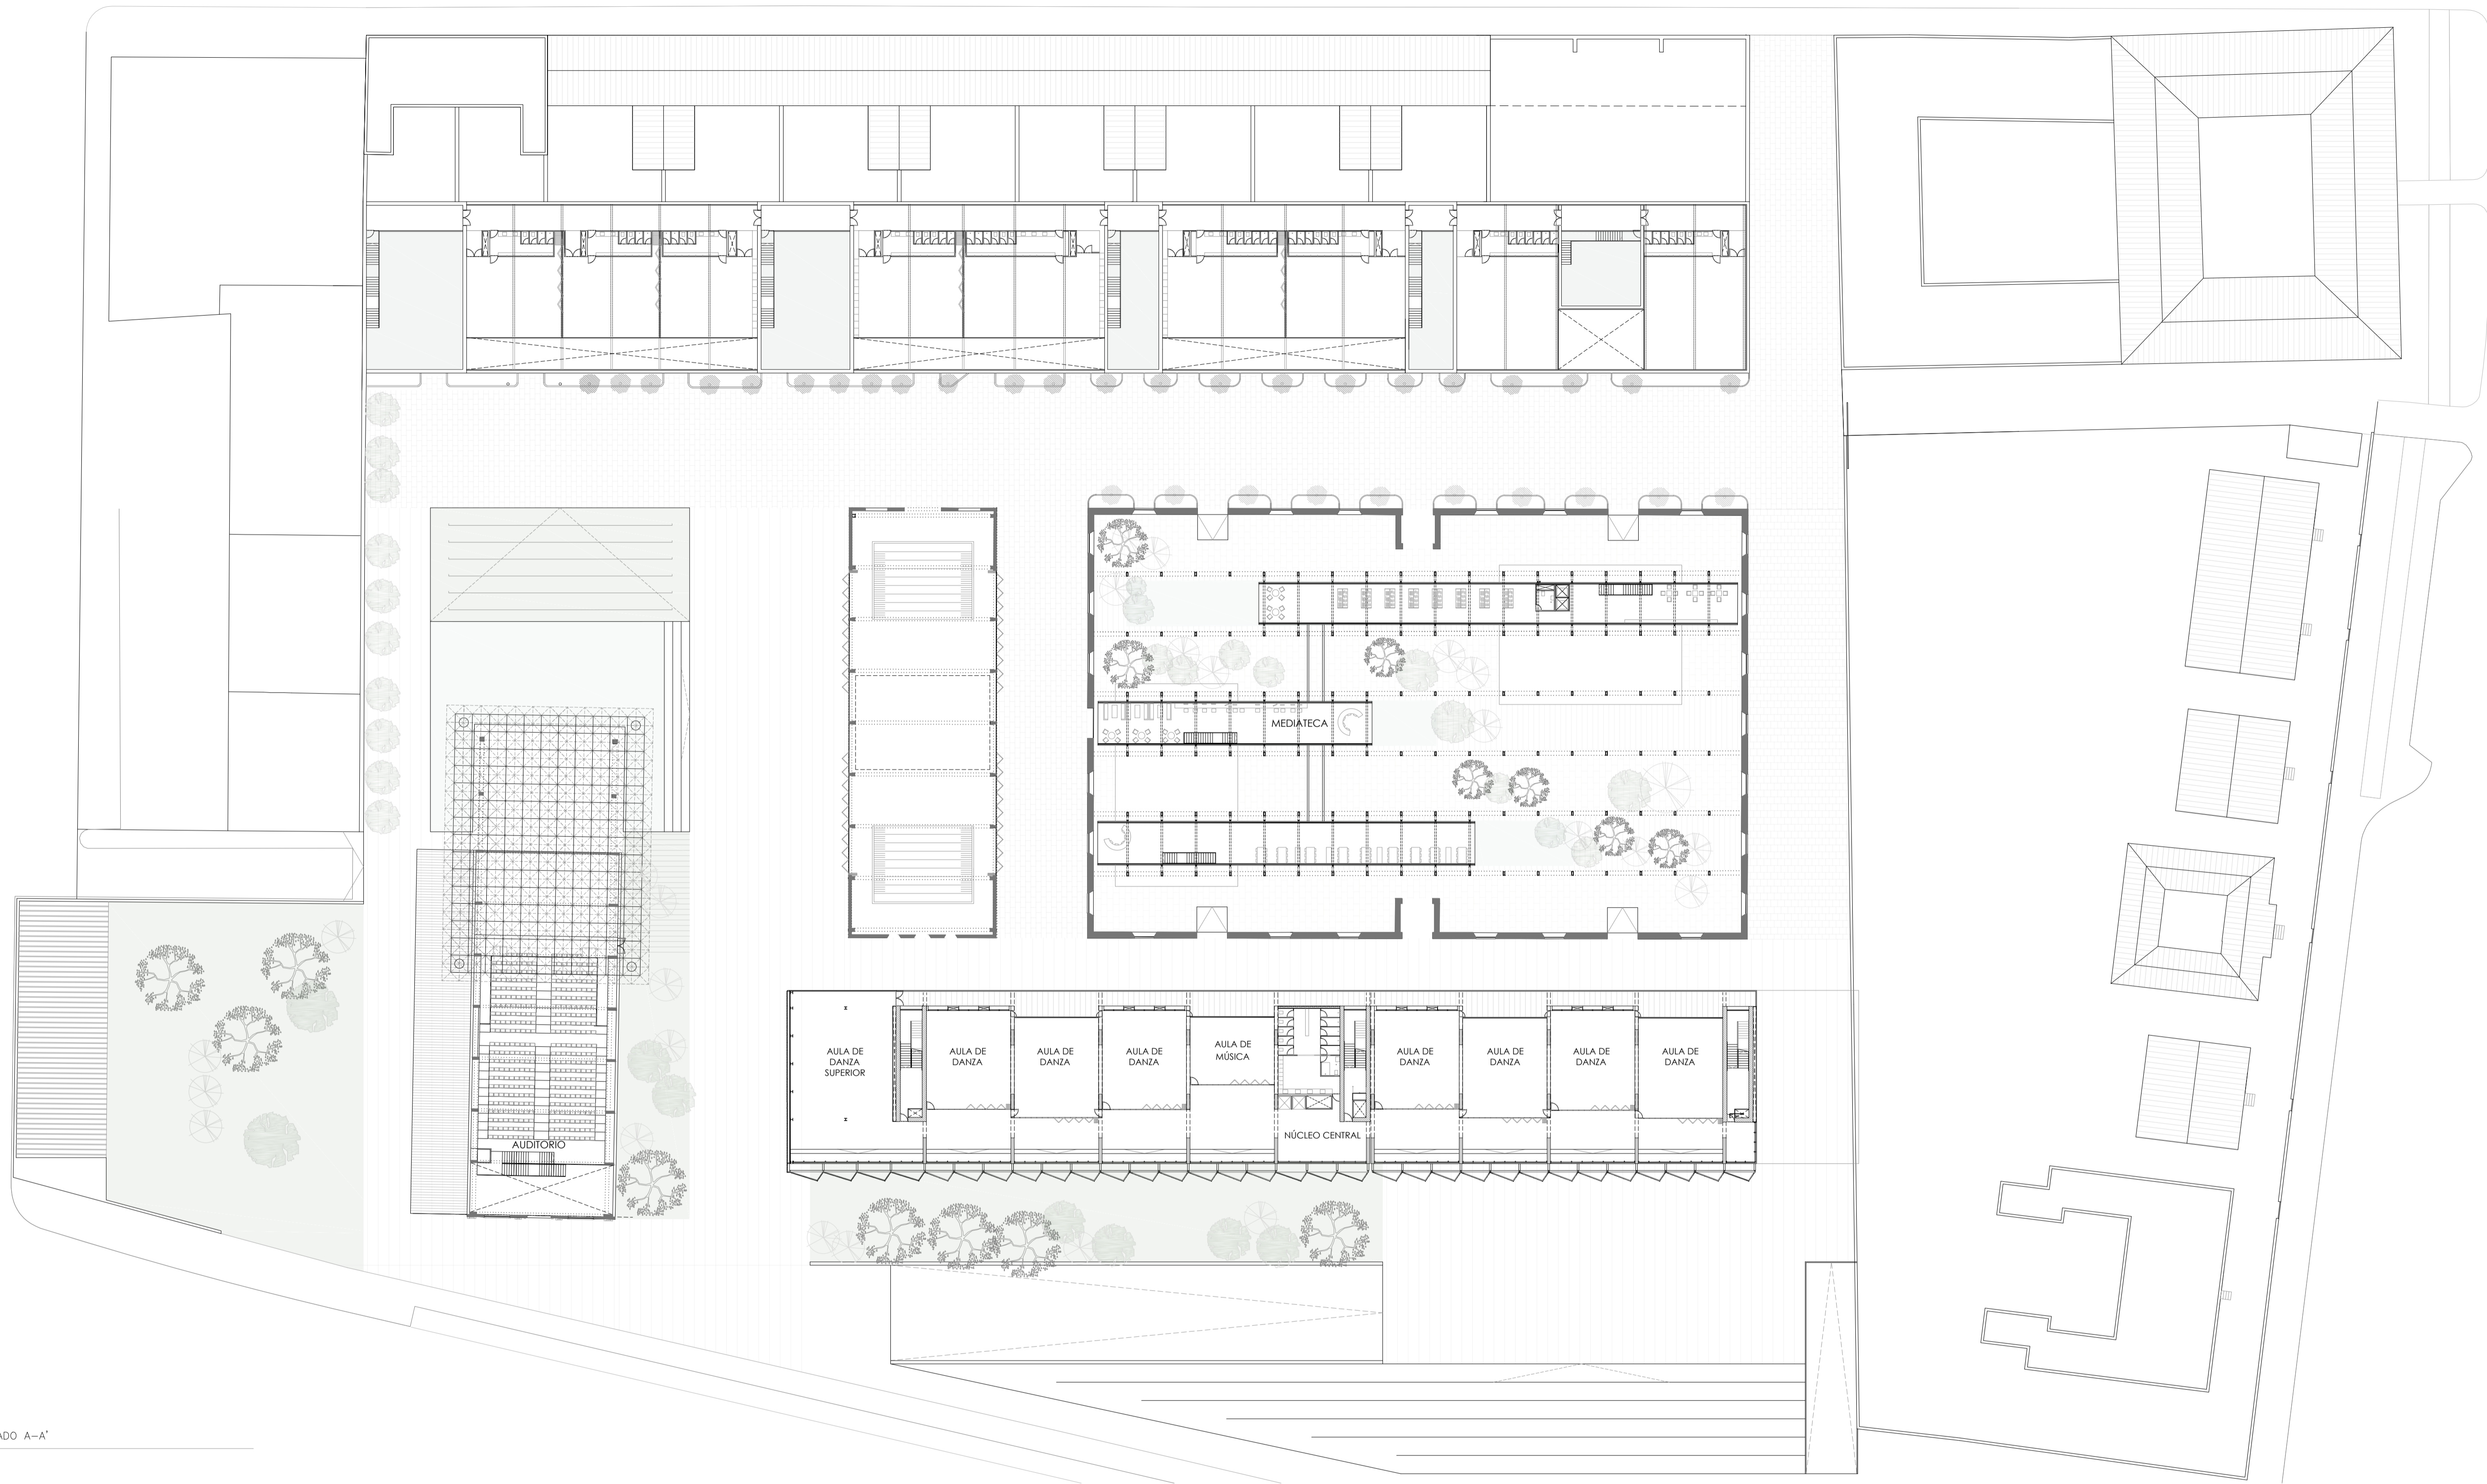 MEDIATECA
AULA DE
DANZA
SUPERIOR
AULA DE
DANZA
AULA DE
DANZA
AULA DE
DANZA
AULA DE
MÚSICA
AULA DE
DANZA
AULA DE
DANZA
AULA DE
DANZA
AULA DE
DANZA
NÚCLEO CENTRAL
AUDITORIO
ADO A-A'